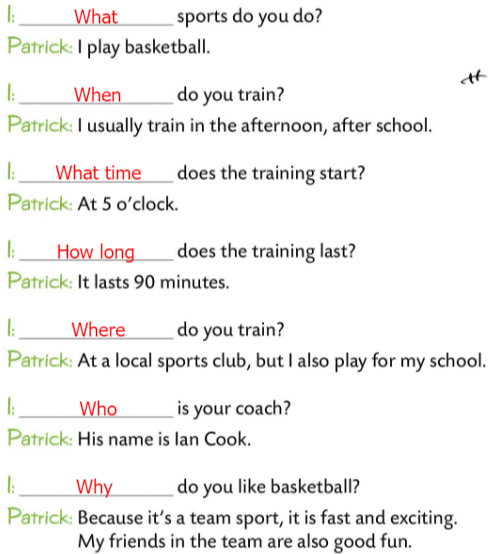 I: What sports do you do?
Patrick: I play basketball.
I: When do you train?
Patrick: I usually train in the afternoon, after school.
I: What time does the training start?
Patrick: At 5 o'clock.
I: How long does the training last?
Patrick: It lasts 90 minutes.
I: Where do you train?
Patrick: At a local sports club, but I also play for my school.
I: Who is your coach?
Patrick: His name is Ian Cook.
I: Why do you like basketball?
Patrick: Because it's a team sport, it is fast and exciting.
My friends in the team are also good fun.